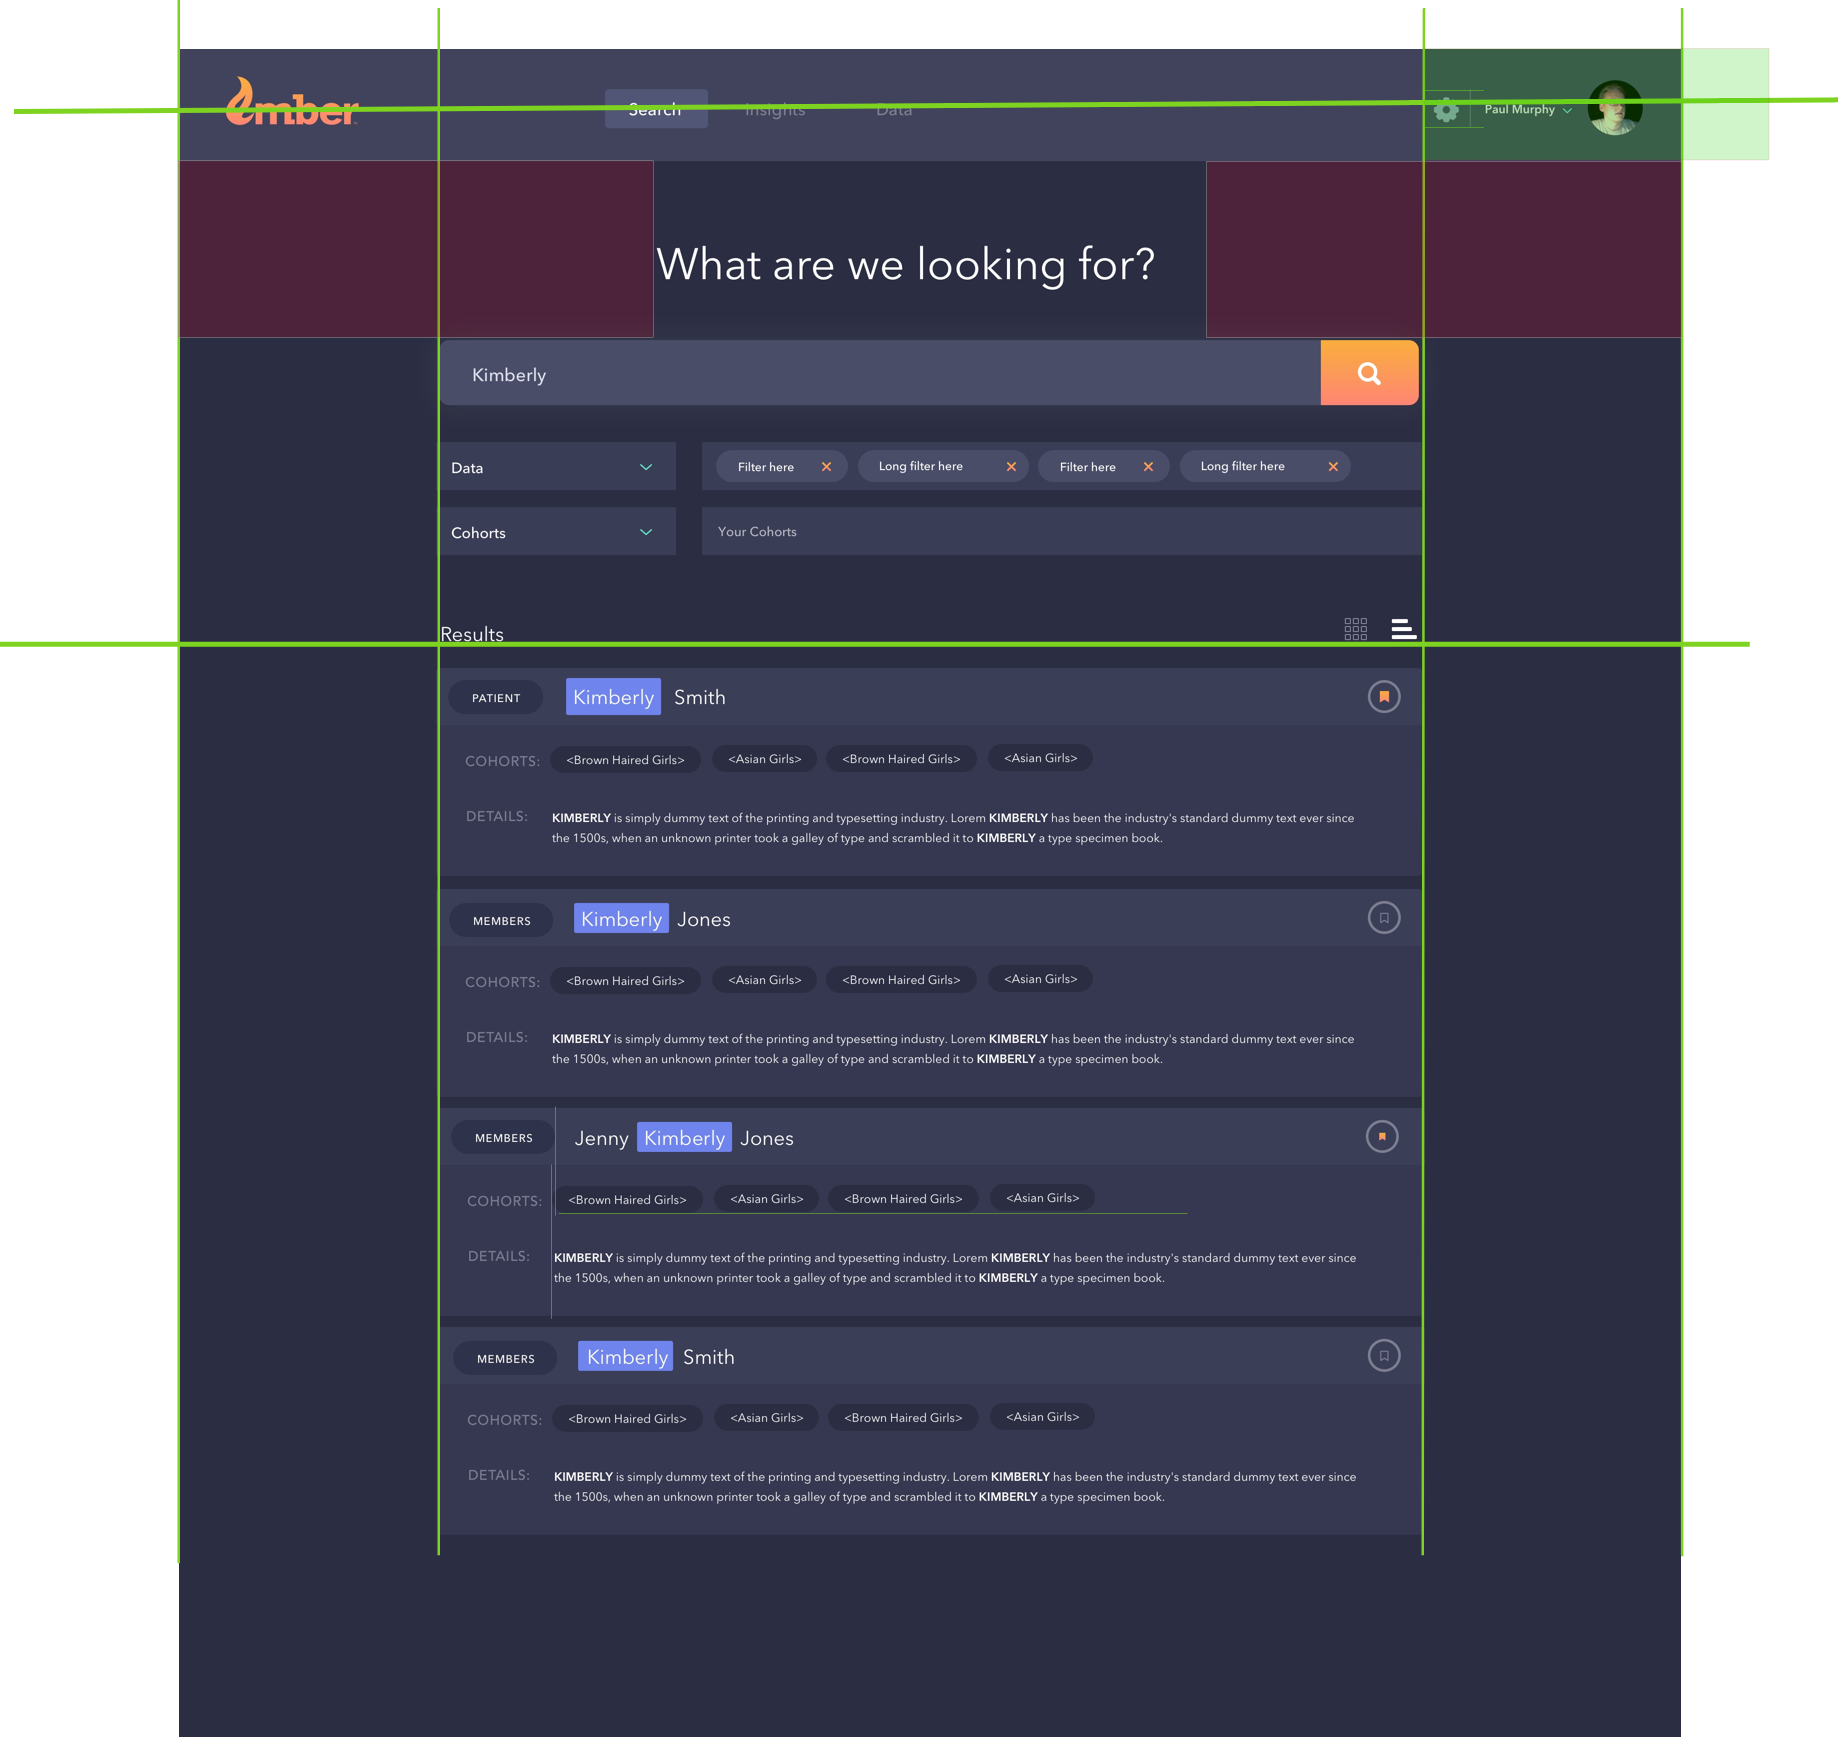 ember
Search Insights Data
Paul Murphy
What are we looking for?
Kimberly
Data
Filter here Long filter here Filter here Long filter here
Cohorts
Your Cohorts
Results
PATIENT Kimberly Smith
COHORTS: <Brown Haired Girls> <Asian Girls> <Brown Haired Girls> <Asian Girls>
DETAILS: KIMBERLY is simply dummy text of the printing and typesetting industry. Lorem KIMBERLY has been the industry's standard dummy text ever since
the 1500s, when an unknown printer took a galley of type and scrambled it to KIMBERLY a type specimen book.
MEMBERS Kimberly Jones
COHORTS: <Brown Haired Girls> <Asian Girls> <Brown Haired Girls> <Asian Girls>
DETAILS: KIMBERLY is simply dummy text of the printing and typesetting industry. Lorem KIMBERLY has been the industry's standard dummy text ever since
the 1500s, when an unknown printer took a galley of type and scrambled it to KIMBERLY a type specimen book.
MEMBERS Jenny Kimberly Jones
COHORTS: <Brown Haired Girls> <Asian Girls> <Brown Haired Girls> <Asian Girls>
DETAILS: KIMBERLY is simply dummy text of the printing and typesetting industry. Lorem KIMBERLY has been the industry's standard dummy text ever since
the 1500s, when an unknown printer took a galley of type and scrambled it to KIMBERLY a type specimen book.
MEMBERS Kimberly Smith
COHORTS: <Brown Haired Girls> <Asian Girls> <Brown Haired Girls> <Asian Girls>
DETAILS: KIMBERLY is simply dummy text of the printing and typesetting industry. Lorem KIMBERLY has been the industry's standard dummy text ever since
the 1500s, when an unknown printer took a galley of type and scrambled it to KIMBERLY a type specimen book.